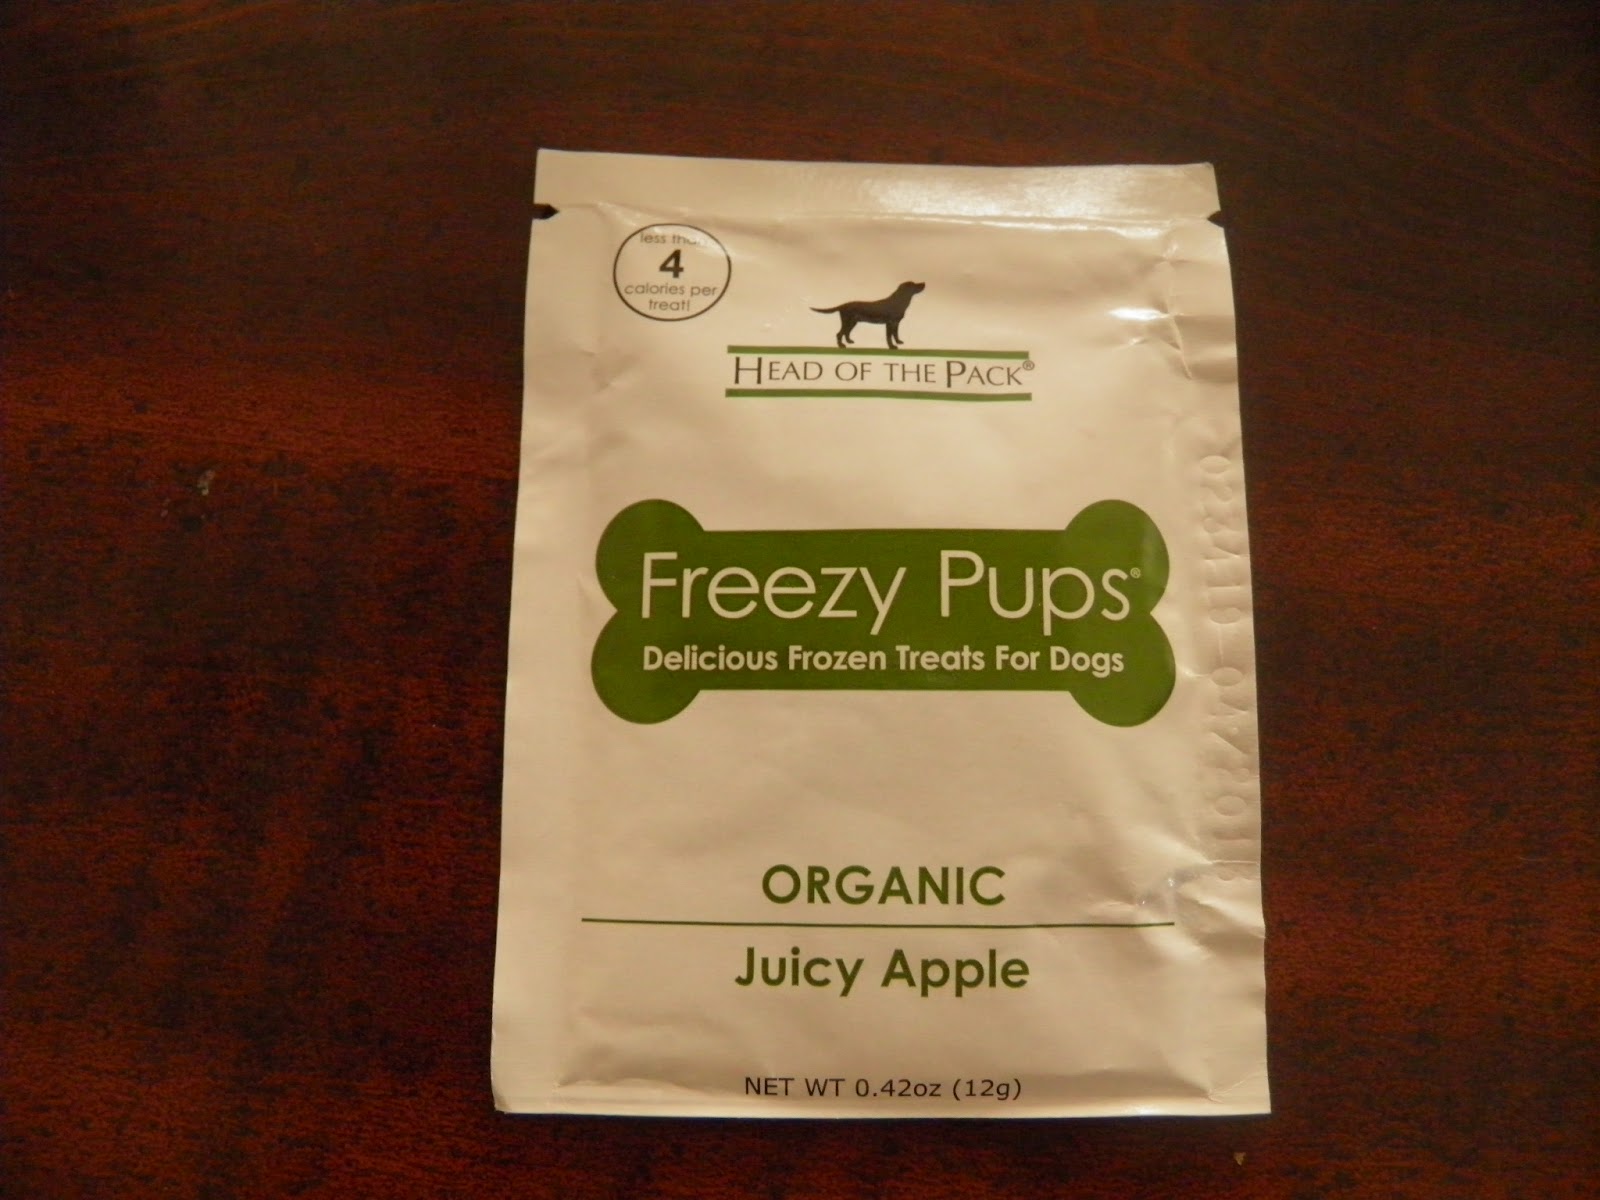 less than
4
calories per
treat!
HEAD OF THE PACK®
Freezy Pups®
Delicious Frozen Treats For Dogs
ORGANIC
Juicy Apple
NET WT 0.42oz (12g)